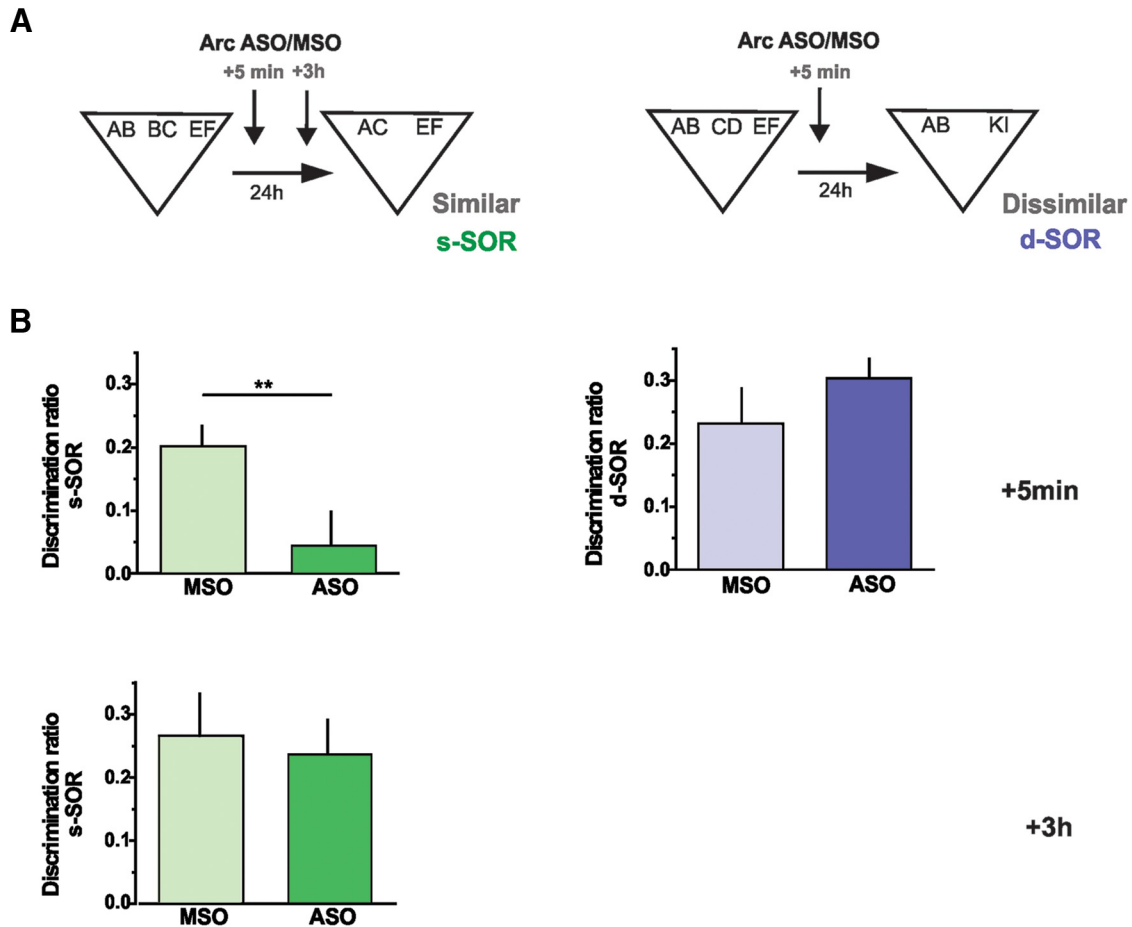 A
Arc ASO/MSO
+5 min +3h
AB BC EF
24h
AC EF
Similar
s-SOR
Arc ASO/MSO
+5 min
AB CD EF
24h
AB KI
Dissimilar
d-SOR
B
Discrimination ratio
s-SOR
0.3
0.2
0.1
0.0
**
MSO ASO
Discrimination ratio
d-SOR
0.3
0.2
0.1
0.0
MSO ASO
+5min
Discrimination ratio
s-SOR
0.3
0.2
0.1
0.0
MSO ASO
+3h